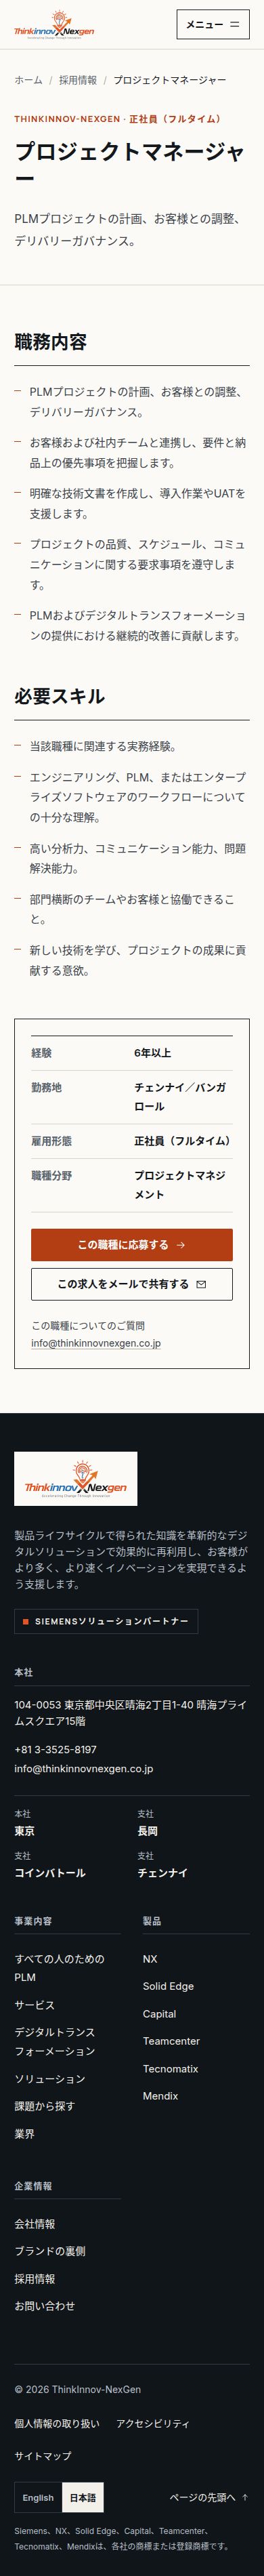 Thinkinnov NexGen
メニュー
ホーム / 採用情報 / プロジェクトマネージャー
THINKINNOV-NEXGEN · 正社員（フルタイム）
プロジェクトマネージャ
ー
PLMプロジェクトの計画、お客様との調整、
デリバリーガバナンス。
職務内容
PLMプロジェクトの計画、お客様との調整、
デリバリーガバナンス。
お客様および社内チームと連携し、要件と納
品上の優先事項を把握します。
明確な技術文書を作成し、導入作業やUATを
支援します。
プロジェクトの品質、スケジュール、コミュ
ニケーションに関する要求事項を遵守しま
す。
PLMおよびデジタルトランスフォーメーショ
ンの提供における継続的改善に貢献します。
必要スキル
当該職種に関連する実務経験。
エンジニアリング、PLM、またはエンタープ
ライズソフトウェアのワークフローについて
の十分な理解。
高い分析力、コミュニケーション能力、問題
解決能力。
部門横断のチームやお客様と協働できるこ
と。
新しい技術を学び、プロジェクトの成果に貢
献する意欲。
経験 6年以上
勤務地 チェンナイ／バンガ
ロール
雇用形態 正社員（フルタイム）
職種分野 プロジェクトマネジ
メント
この職種に応募する →
この求人をメールで共有する
この職種についてのご質問
info@thinkinnovnexgen.co.jp
Thinkinnov NexGen
製品ライフサイクルで得られた知識を革新的なデジ
タルソリューションで効果的に再利用し、お客様が
より多く、より速くイノベーションを実現できるよ
う支援します。
SIEMENSソリューションパートナー
本社
104-0053 東京都中央区晴海2丁目1-40 晴海プライ
ムスクエア15階
+81 3-3525-8197
info@thinkinnovnexgen.co.jp
本社 支社
東京 長岡
支社 支社
コインバトール チェンナイ
事業内容
すべての人のための
PLM
サービス
デジタルトランス
フォーメーション
ソリューション
課題から探す
業界
製品
NX
Solid Edge
Capital
Teamcenter
Tecnomatix
Mendix
企業情報
会社情報
ブランドの裏側
採用情報
お問い合わせ
© 2026 ThinkInnov-NexGen
個人情報の取り扱い アクセシビリティ
サイトマップ
English 日本語 ページの先頭へ ↑
Siemens、NX、Solid Edge、Capital、Teamcenter、
Tecnomatix、Mendixは、各社の商標または登録商標です。